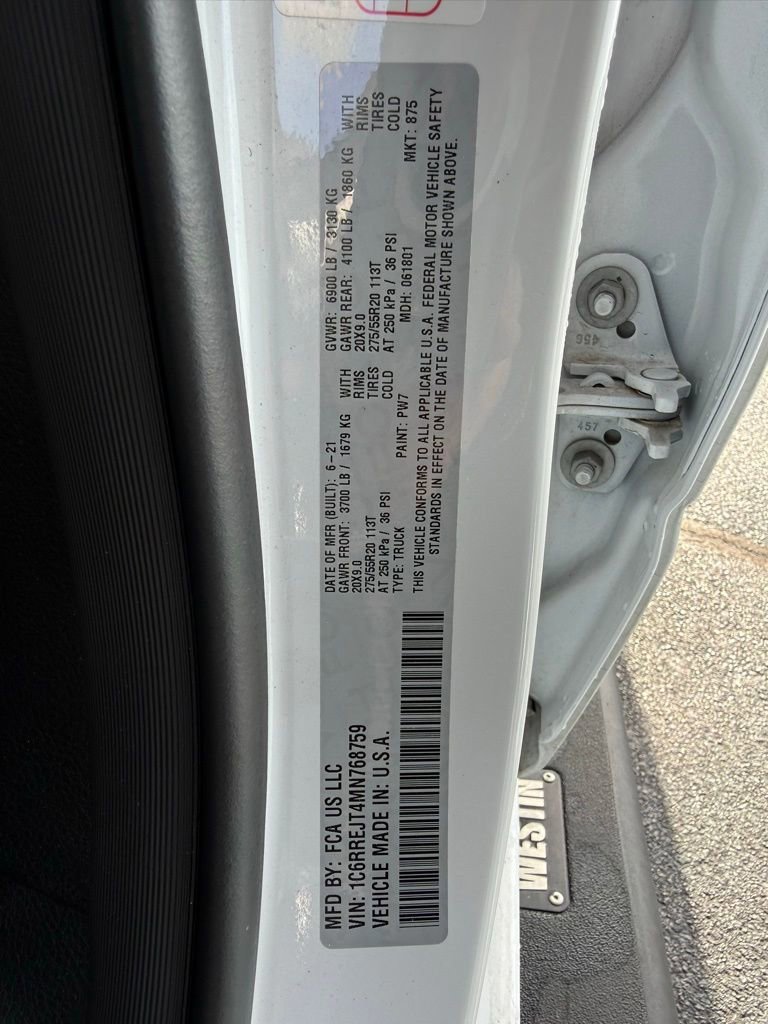 MFD BY: FCA US LLC
VIN: 1C6RREJT4MN768759
VEHICLE MADE IN: U.S.A.
DATE OF MFR (BUILT): 6-21
GVWR: 6900 LB / 3130 KG
GAWR FRONT: 3700 LB / 1679 KG WITH
GAWR REAR: 4100 LB / 1860 KG WITH
20X9.0 RIMS
20X9.0 RIMS
275/55R20 113T TIRES
275/55R20 113T TIRES
AT 250 kPa / 36 PSI COLD
AT 250 kPa / 36 PSI COLD
TYPE: TRUCK PAINT: PW7 MDH: 061801 MKT: 875
THIS VEHICLE CONFORMS TO ALL APPLICABLE U.S.A. FEDERAL MOTOR VEHICLE SAFETY
STANDARDS IN EFFECT ON THE DATE OF MANUFACTURE SHOWN ABOVE.
456
457
WESTIN